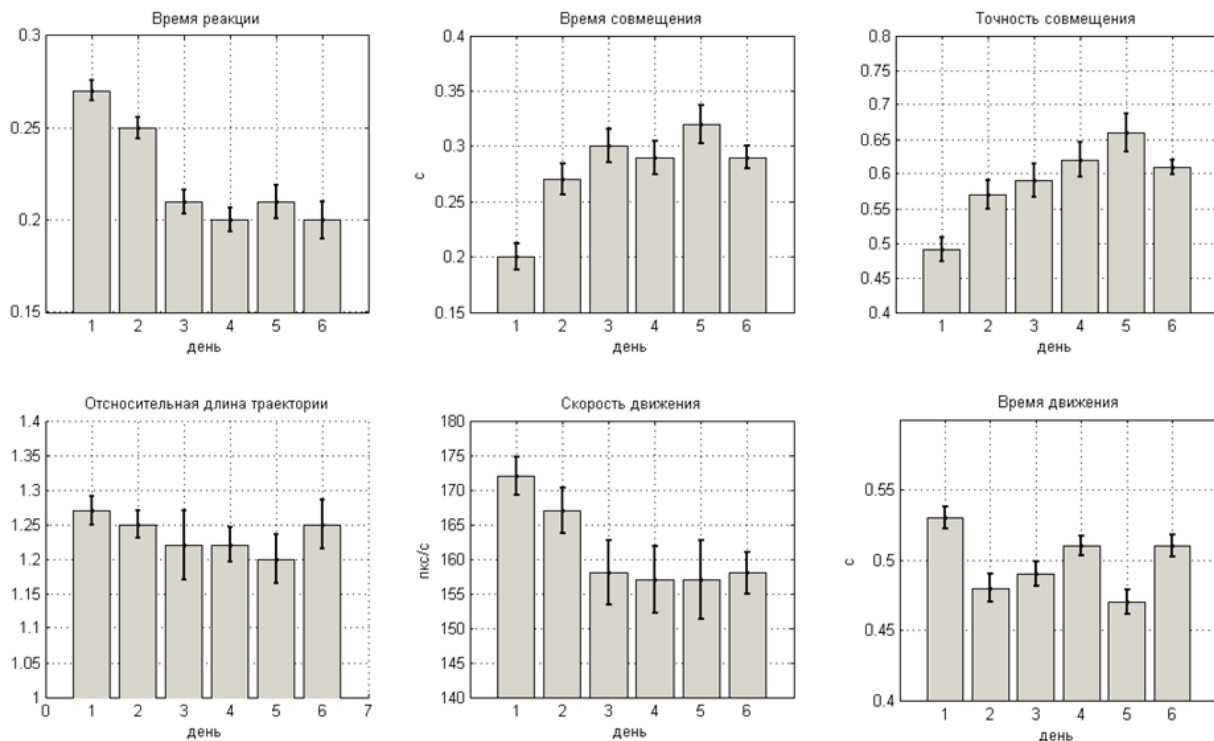 Время реакции
0.3
0.25
0.2
0.15
1 2 3 4 5 6
день
Время совмещения
0.4
0.35
0.3
0.25
0.2
0.15
с
1 2 3 4 5 6
день
Точность совмещения
0.8
0.75
0.7
0.65
0.6
0.55
0.5
0.45
0.4
1 2 3 4 5 6
день
Отсносительная длина траектории
1.4
1.35
1.3
1.25
1.2
1.15
1.1
1.05
1
0 1 2 3 4 5 6 7
день
Скорость движения
180
175
170
165
160
155
150
145
140
пкс/с
1 2 3 4 5 6
день
Время движения
0.55
0.5
0.45
0.4
с
1 2 3 4 5 6
день